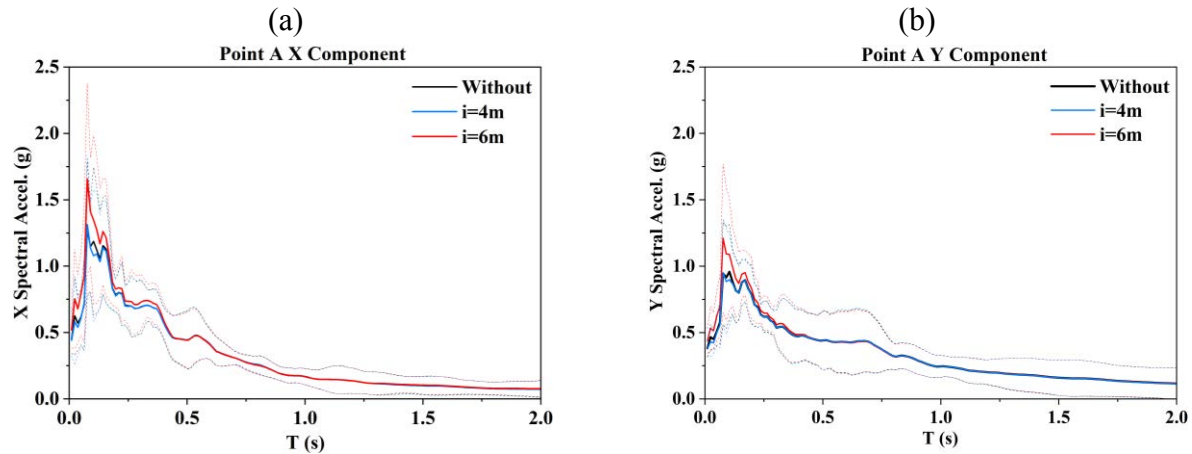 (a)
Point A X Component
2.5
2.0
1.5
1.0
0.5
0.0
X Spectral Accel. (g)
Without
i=4m
i=6m
0.0 0.5 1.0 1.5 2.0
T (s)
(b)
Point A Y Component
2.5
2.0
1.5
1.0
0.5
0.0
Y Spectral Accel. (g)
Without
i=4m
i=6m
0.0 0.5 1.0 1.5 2.0
T (s)